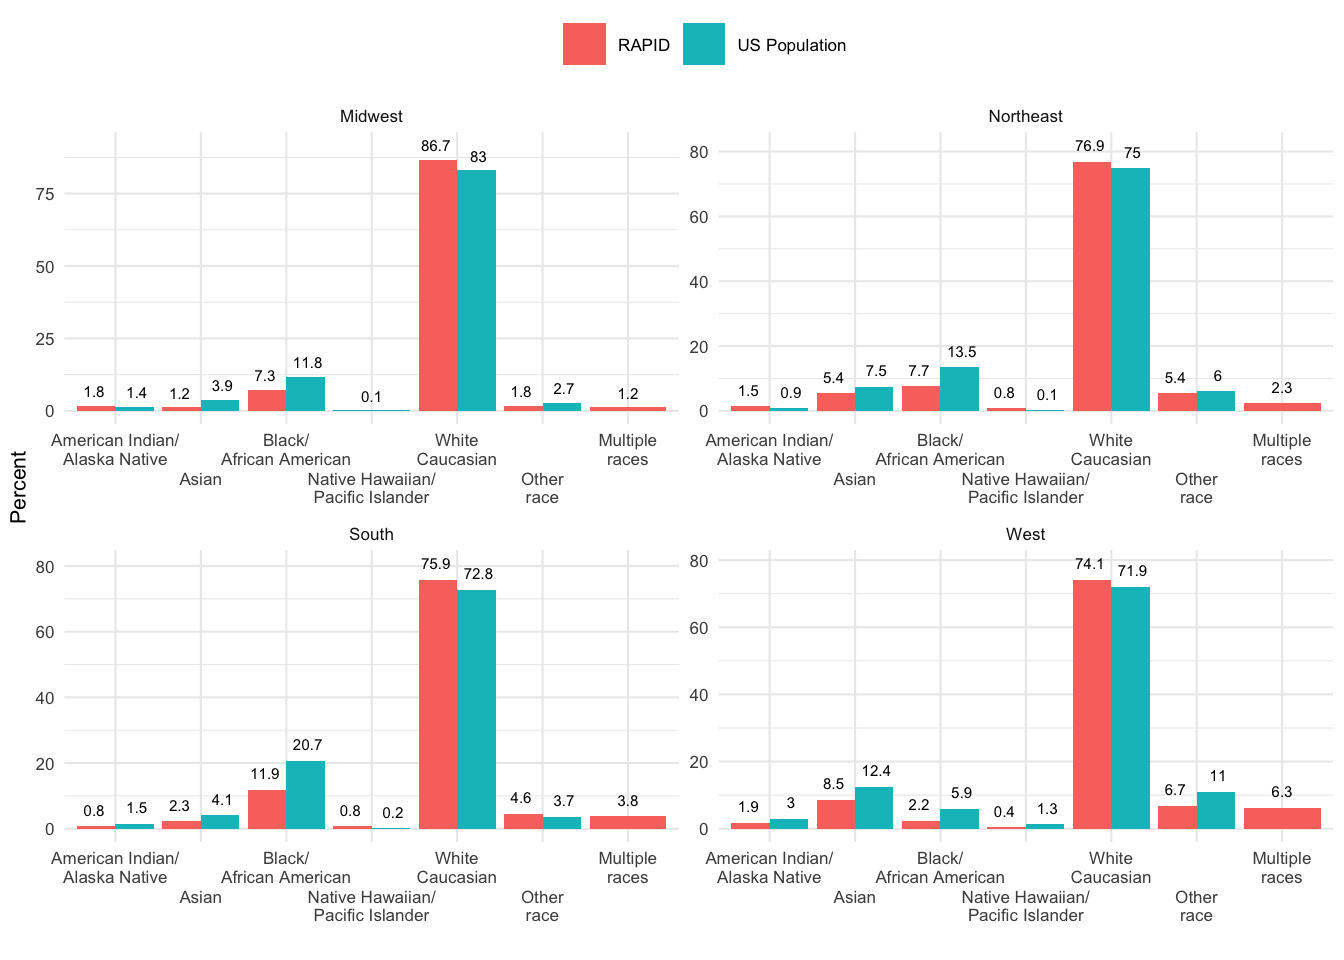 RAPID US Population
Midwest
86.7
83
75
50
25
0
1.8 1.4 1.2 3.9 7.3 11.8 0.1 1.8 2.7 1.2
American Indian/ Black/ White Multiple
Alaska Native African American Caucasian races
Asian Native Hawaiian/ Other
Pacific Islander race
Northeast
76.9
75
80
60
40
20
0
1.5 0.9 5.4 7.5 7.7 13.5 0.8 0.1 5.4 6 2.3
American Indian/ Black/ White Multiple
Alaska Native African American Caucasian races
Asian Native Hawaiian/ Other
Pacific Islander race
Percent
South
75.9
72.8
80
60
40
20
0
0.8 1.5 2.3 4.1 11.9 20.7 0.8 0.2 4.6 3.7 3.8
American Indian/ Black/ White Multiple
Alaska Native African American Caucasian races
Asian Native Hawaiian/ Other
Pacific Islander race
West
74.1
71.9
80
60
40
20
0
1.9 3 8.5 12.4 2.2 5.9 0.4 1.3 6.7 11 6.3
American Indian/ Black/ White Multiple
Alaska Native African American Caucasian races
Asian Native Hawaiian/ Other
Pacific Islander race